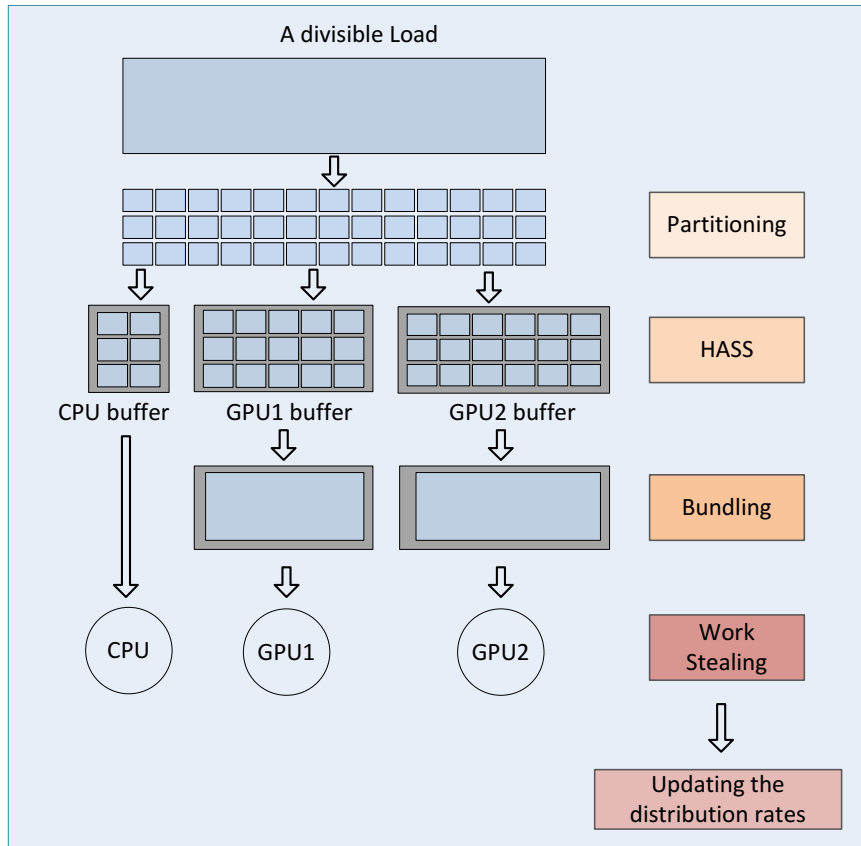 A divisible Load
Partitioning
HASS
CPU buffer
GPU1 buffer
GPU2 buffer
Bundling
CPU
GPU1
GPU2
Work
Stealing
Updating the
distribution rates